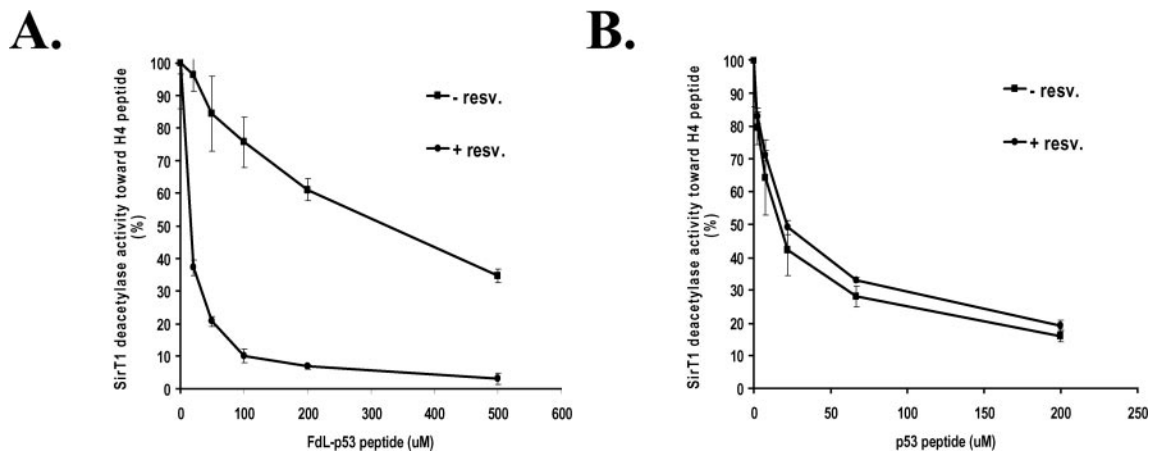 A.
SirT1 deacetylase activity toward H4 peptide
(%)
100
90
80
70
60
50
40
30
20
10
0
- resv.
+ resv.
0 100 200 300 400 500 600
FdL-p53 peptide (uM)
B.
SirT1 deacetylase activity toward H4 peptide
(%)
100
90
80
70
60
50
40
30
20
10
0
- resv.
+ resv.
0 50 100 150 200 250
p53 peptide (uM)